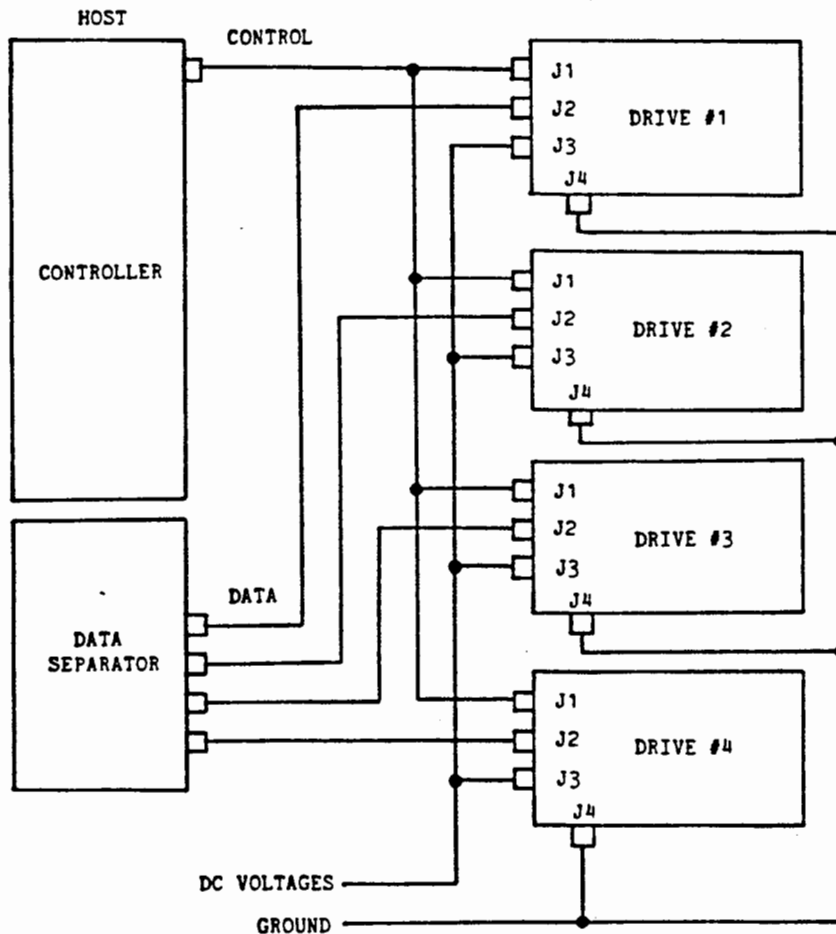 HOST
CONTROL
CONTROLLER
DATA
DATA
SEPARATOR
J1
J2
J3
J4
DRIVE #1
J1
J2
J3
J4
DRIVE #2
J1
J2
J3
J4
DRIVE #3
J1
J2
J3
J4
DRIVE #4
DC VOLTAGES
GROUND